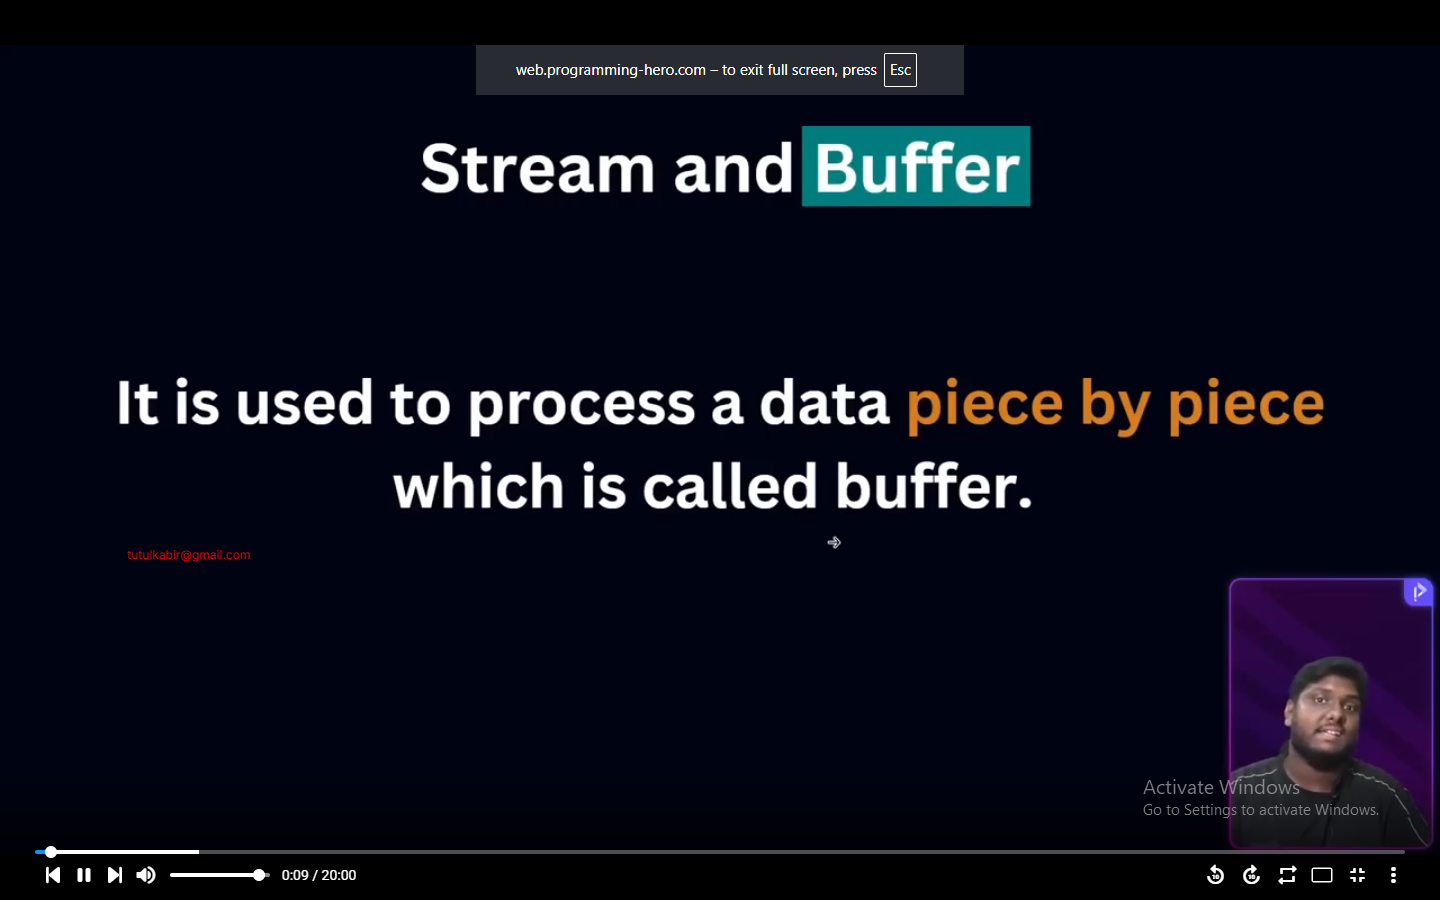 web.programming-hero.com – to exit full screen, press Esc
Stream and Buffer
It is used to process a data piece by piece
which is called buffer.
tutulkabir@gmail.com
Activate Windows
Go to Settings to activate Windows.
0:09 / 20:00
10
10